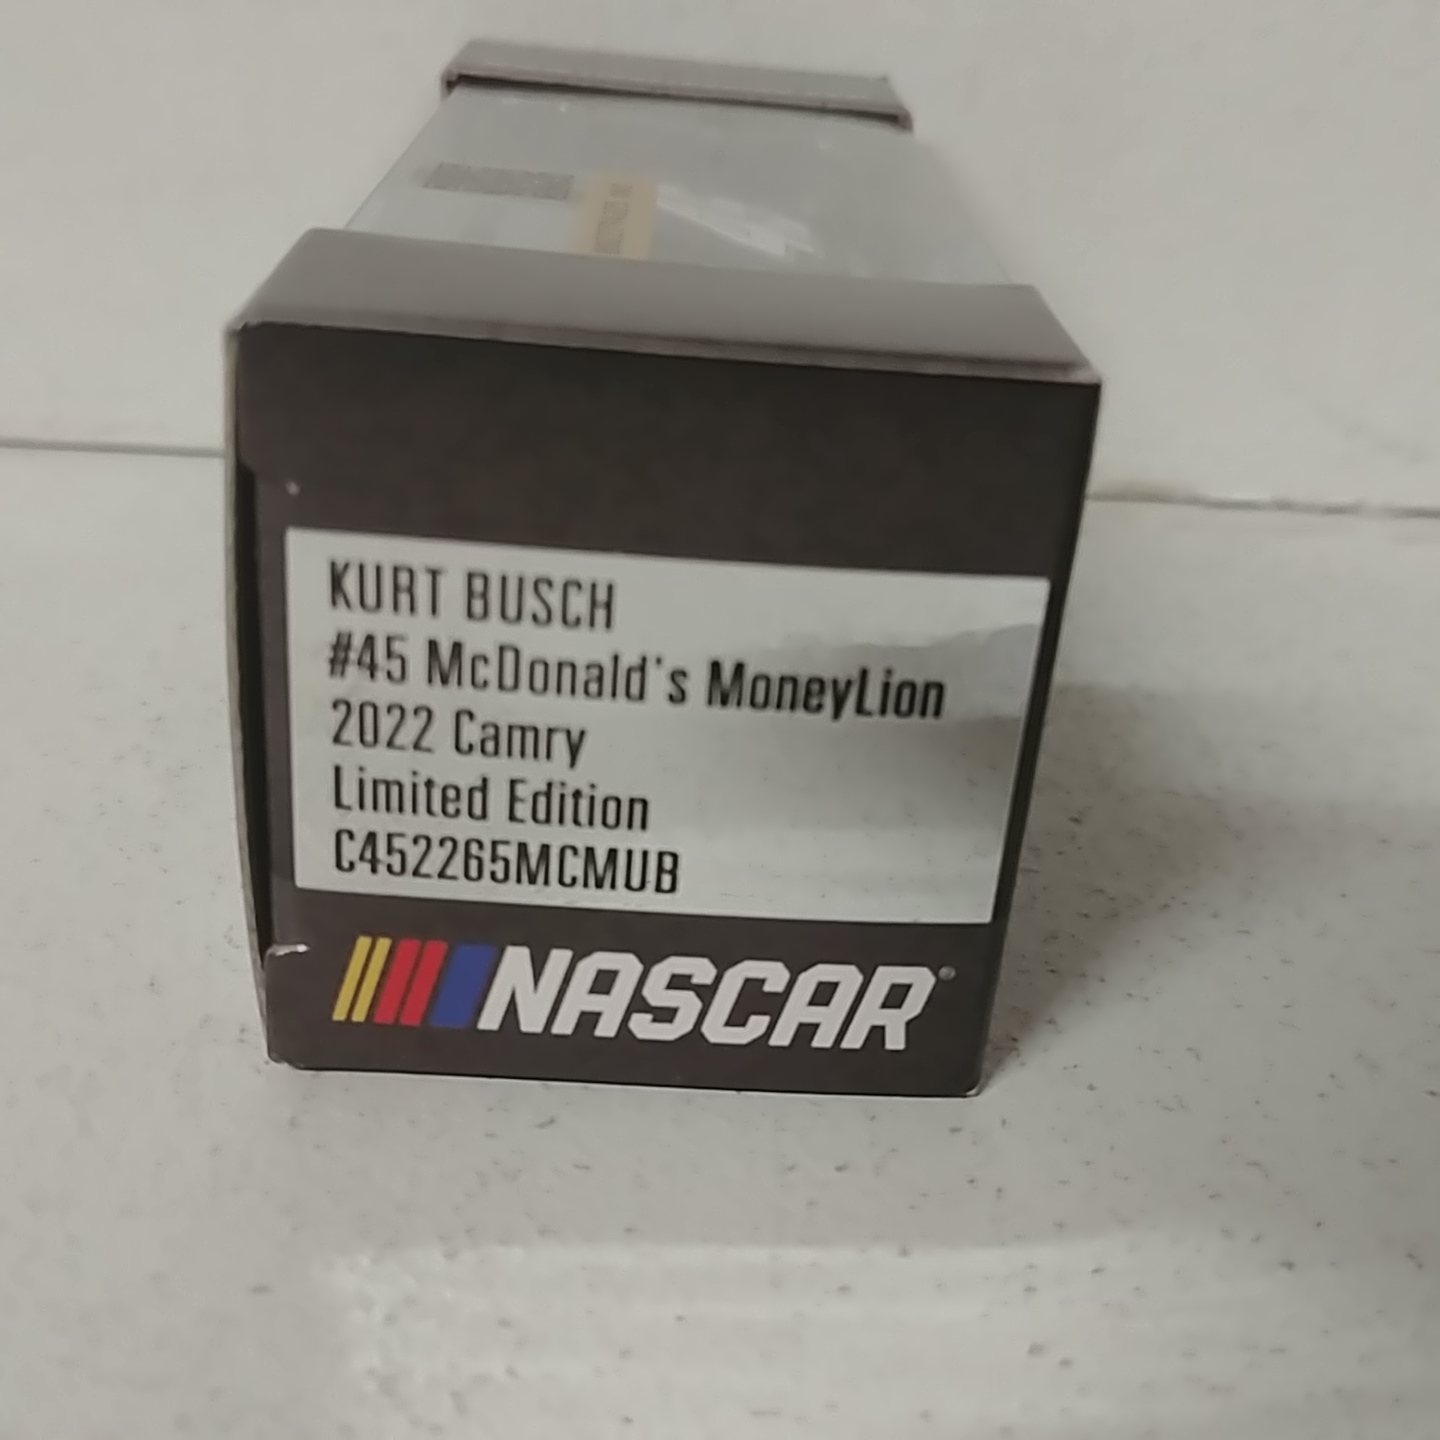 KURT BUSCH
#45 McDonald's MoneyLion
2022 Camry
Limited Edition
C452265MCMUB
NASCAR